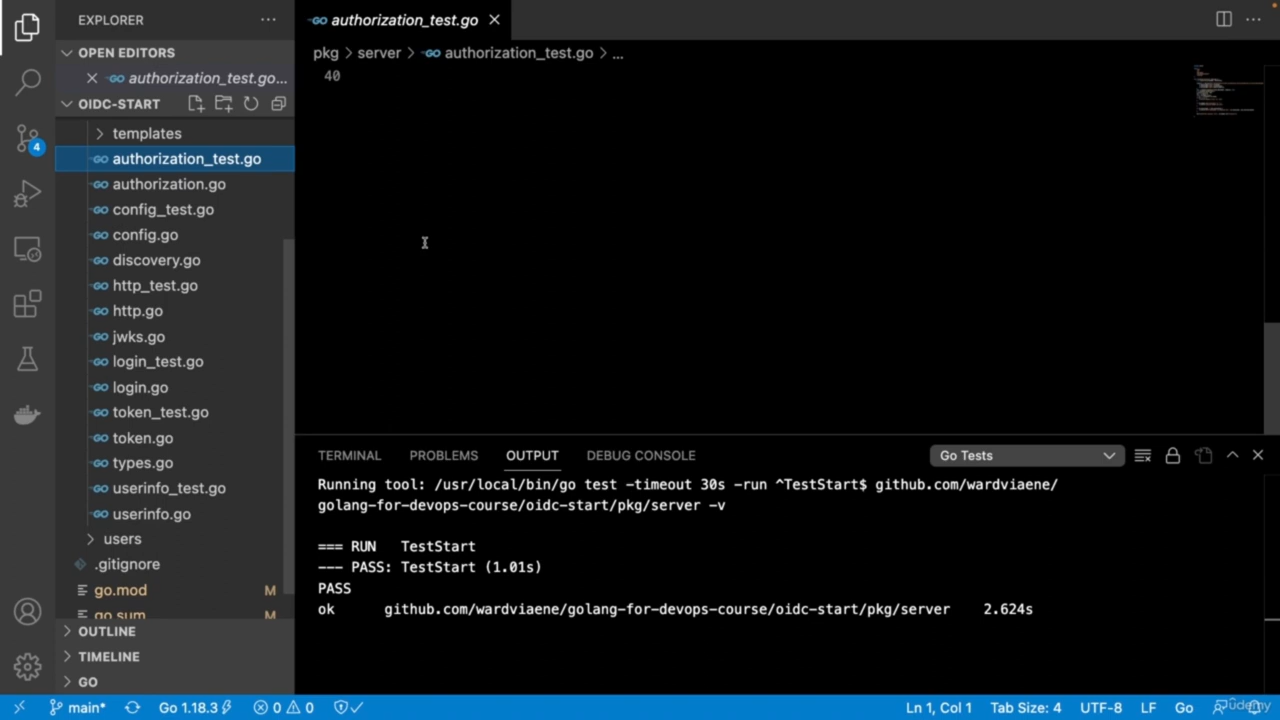 EXPLORER
OPEN EDITORS
authorization_test.go...
OIDC-START
templates
authorization_test.go
authorization.go
config_test.go
config.go
discovery.go
http_test.go
http.go
jwks.go
login_test.go
login.go
token_test.go
token.go
types.go
userinfo_test.go
userinfo.go
users
.gitignore
go.mod M
go.sum M
OUTLINE
TIMELINE
GO
4
authorization_test.go
pkg > server > authorization_test.go > ...
40
TERMINAL PROBLEMS OUTPUT DEBUG CONSOLE Go Tests
Running tool: /usr/local/bin/go test -timeout 30s -run ^TestStart$ github.com/wardviaene/
golang-for-devops-course/oidc-start/pkg/server -v
=== RUN TestStart
--- PASS: TestStart (1.01s)
PASS
ok github.com/wardviaene/golang-for-devops-course/oidc-start/pkg/server 2.624s
main* Go 1.18.3 0 0 Ln 1, Col 1 Tab Size: 4 UTF-8 LF Go
Udemy